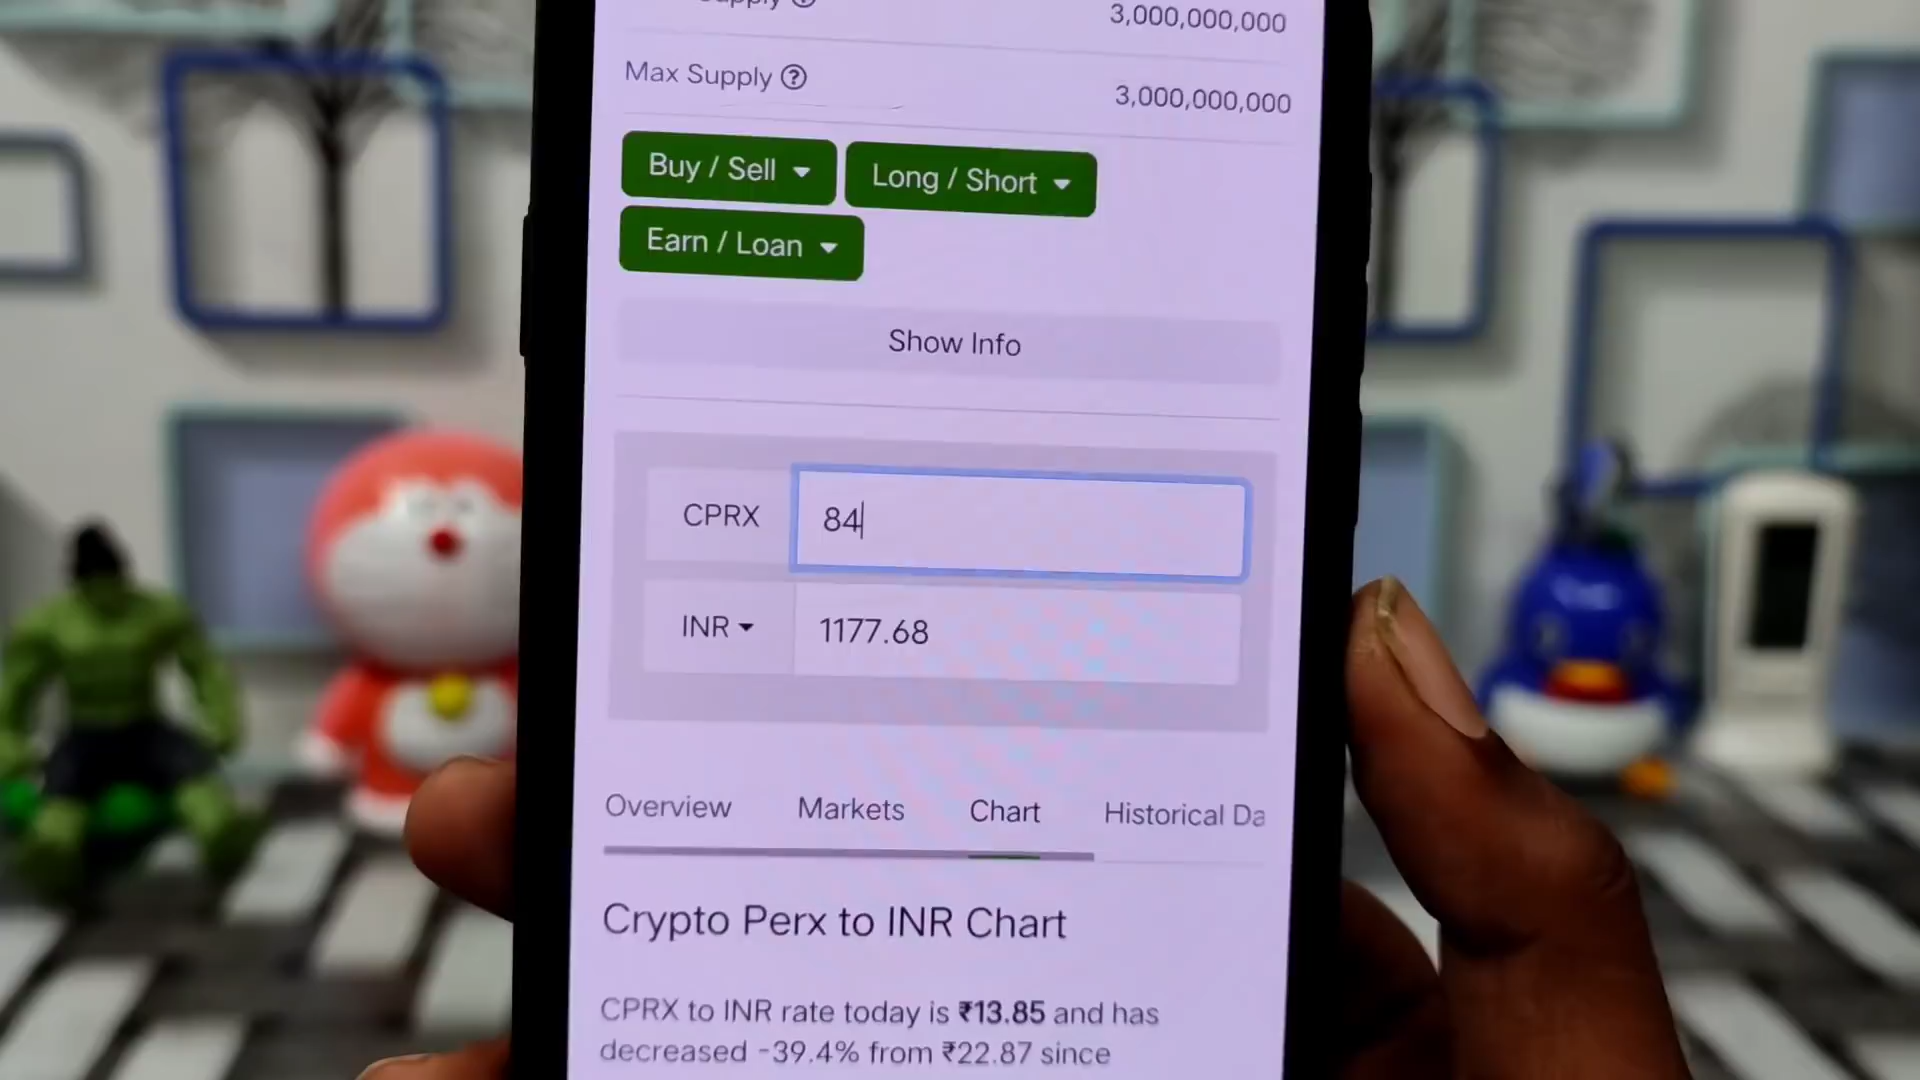 Supply
3,000,000,000
Max Supply ?
3,000,000,000
Buy / Sell
Long / Short
Earn / Loan
Show Info
CPRX
84
INR
1177.68
Overview
Markets
Chart
Historical Da
Crypto Perx to INR Chart
CPRX to INR rate today is ₹13.85 and has
decreased -39.4% from ₹22.87 since